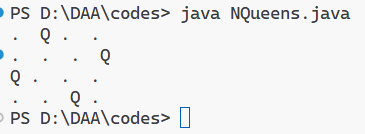 PS D:\DAA\codes> java NQueens.java
. Q . .
. . . Q
Q . . .
. . Q .
PS D:\DAA\codes>